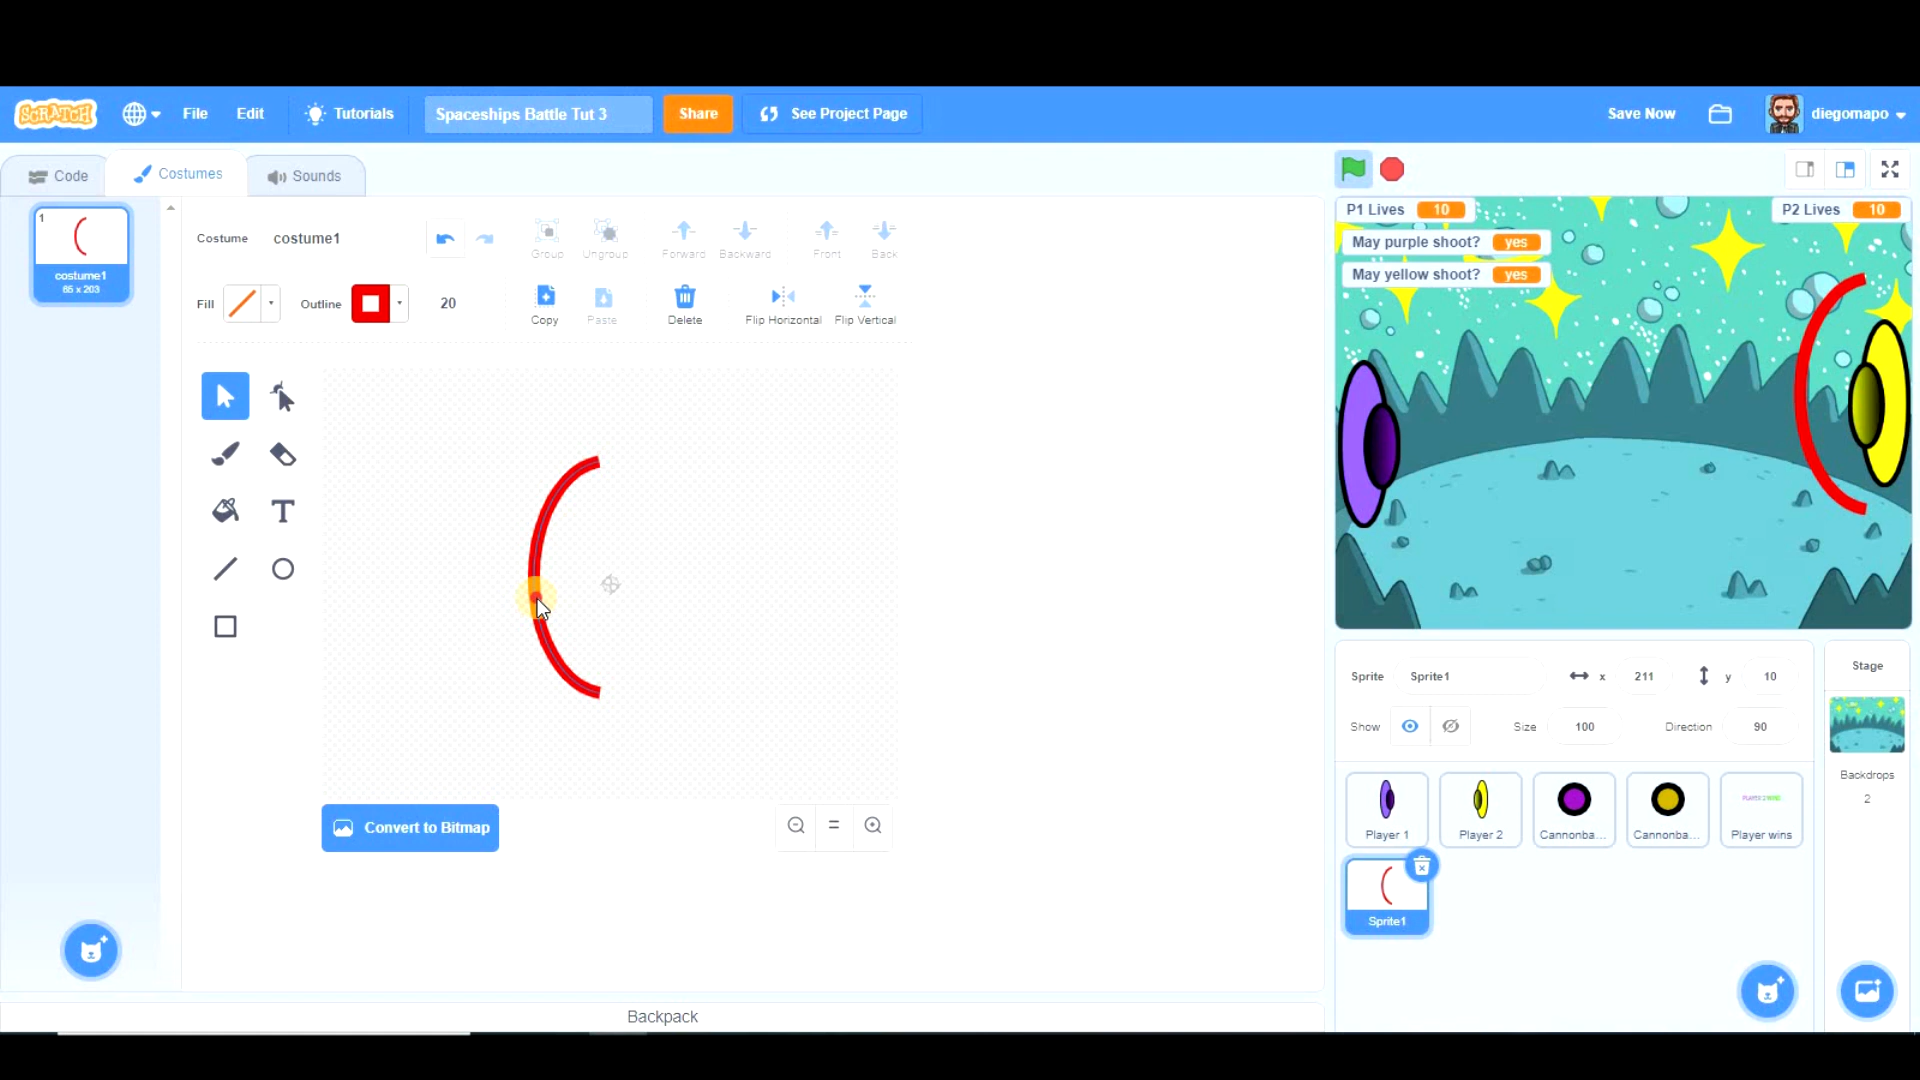 SCRATCH File Edit Tutorials Spaceships Battle Tut 3 Share See Project Page Save Now diegomapo
Code Costumes Sounds
1
costume1
65 x 203
Costume costume1
Group Ungroup Forward Backward Front Back
Fill Outline 20
Copy Paste Delete Flip Horizontal Flip Vertical
T
Convert to Bitmap
=
Backpack
P1 Lives 10 P2 Lives 10
May purple shoot? yes
May yellow shoot? yes
Sprite Sprite1 x 211 y 10
Show Size 100 Direction 90
Player 1 Player 2 Cannonba... Cannonba... Player wins
Sprite1
Stage
Backdrops
2